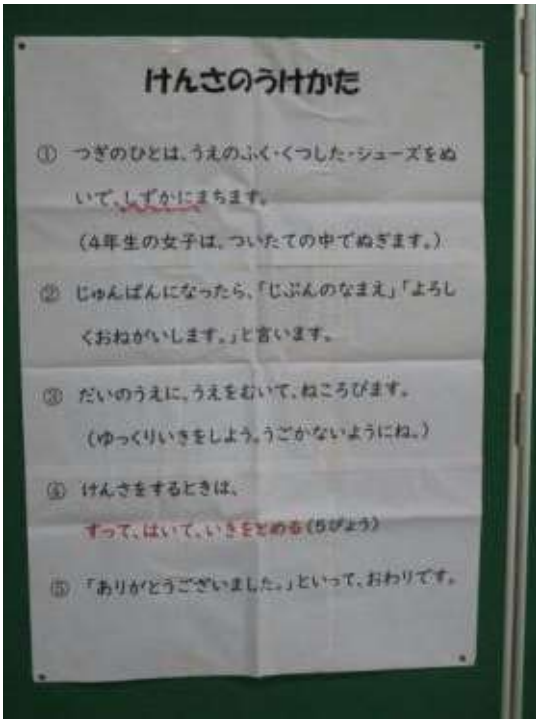 けんさのうけかた
① つぎのひとは、うえのふく・くつした・シューズをぬ
いで、しずかにまちます。
(4年生の女子は、ついたての中でぬぎます。)
② じゅんばんになったら、「じぶんのなまえ」「よろし
くおねがいします。」と言います。
③ だいのうえに、うえをむいて、ねころびます。
(ゆっくりいきをしよう。うごかないようにね。)
④ けんさをするときは、
すって、はいて、いきをとめる(5びょう)
⑤ 「ありがとうございました。」といって、おわりです。